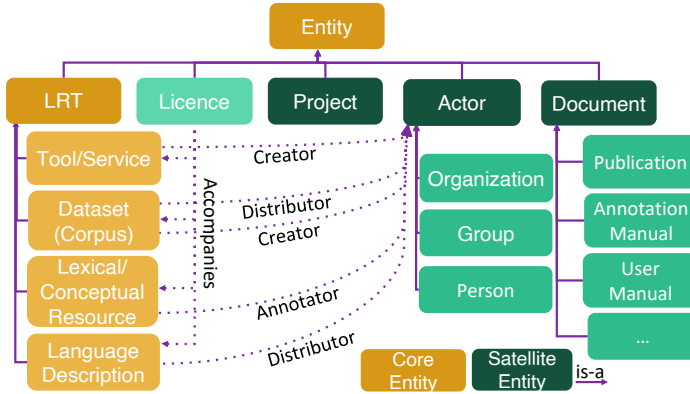 Entity
LRT
Licence
Project
Actor
Document
Tool/Service
Creator
Publication
Accompanies
Organization
Dataset
(Corpus)
Distributor
Creator
Annotation
Manual
Group
Lexical/
Conceptual
Resource
Annotator
Person
User
Manual
Language
Description
Distributor
...
Core
Entity
Satellite
Entity
is-a